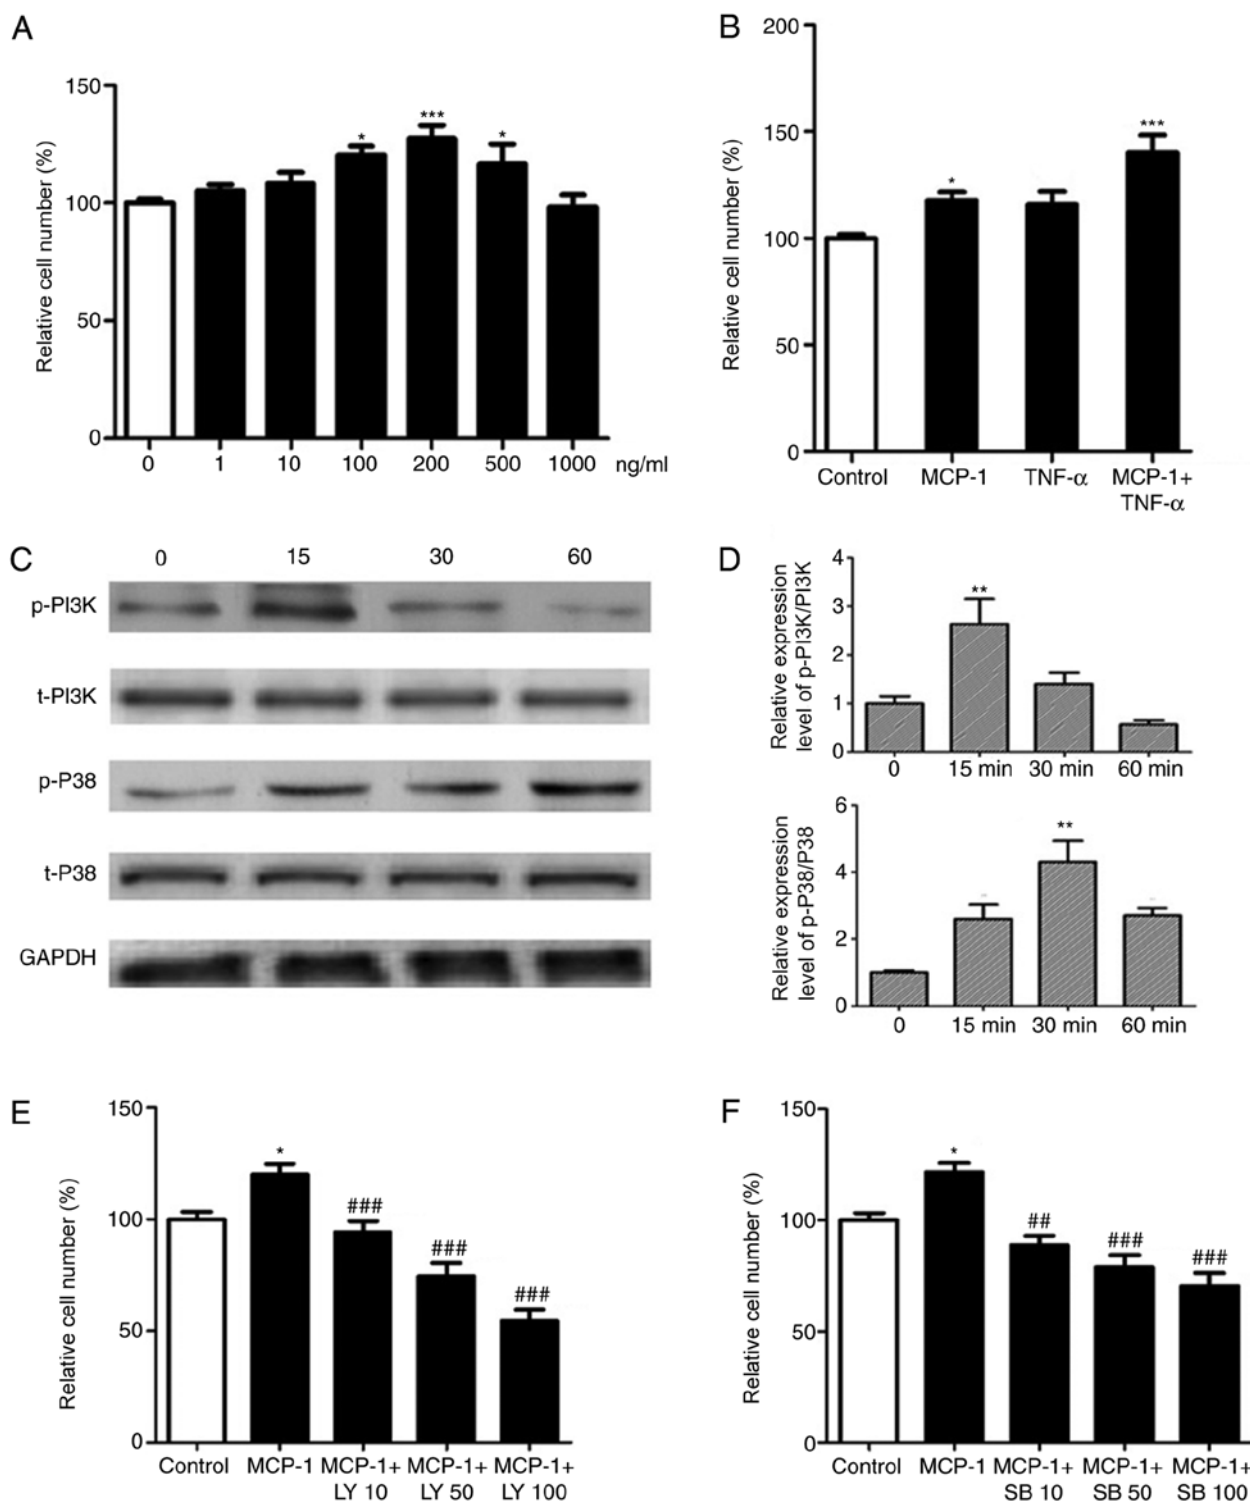 A
Relative cell number (%)
150
100
50
0
*
***
*
0 1 10 100 200 500 1000 ng/ml
B
Relative cell number (%)
200
150
100
50
0
*
***
Control MCP-1 TNF-α MCP-1+
TNF-α
C
0 15 30 60
p-PI3K
t-PI3K
p-P38
t-P38
GAPDH
D
Relative expression
level of p-PI3K/PI3K
4
3
2
1
0
**
0 15 min 30 min 60 min
Relative expression
level of p-P38/P38
6
4
2
0
**
0 15 min 30 min 60 min
E
Relative cell number (%)
150
100
50
0
*
###
###
###
Control MCP-1 MCP-1+ MCP-1+ MCP-1+
LY 10 LY 50 LY 100
F
Relative cell number (%)
150
100
50
0
*
##
###
###
Control MCP-1 MCP-1+ MCP-1+ MCP-1+
SB 10 SB 50 SB 100